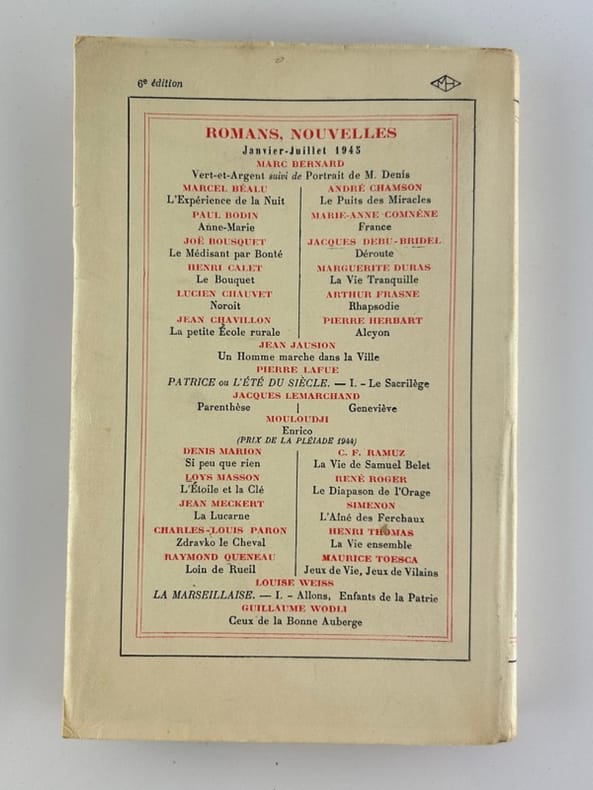 6e édition
MH
ROMANS, NOUVELLES
Janvier-Juillet 1945
MARC BERNARD
Vert-et-Argent suivi de Portrait de M. Denis
MARCEL BÉALU
L'Expérience de la Nuit
PAUL BODIN
Anne-Marie
JOË BOUSQUET
Le Médisant par Bonté
HENRI CALET
Le Bouquet
LUCIEN CHAUVET
Noroit
JEAN CHAVILLON
La petite École rurale
ANDRÉ CHAMSON
Le Puits des Miracles
MARIE-ANNE COMNÈNE
France
JACQUES DEBU-BRIDEL
Déroute
MARGUERITE DURAS
La Vie Tranquille
ARTHUR FRASNE
Rhapsodie
PIERRE HERBART
Alcyon
JEAN JAUSION
Un Homme marche dans la Ville
PIERRE LAFUE
PATRICE ou L'ÉTÉ DU SIÈCLE. — I. - Le Sacrilège
JACQUES LEMARCHAND
Parenthèse | Geneviève
MOULOUDJI
Enrico
(PRIX DE LA PLÉIADE 1944)
DENIS MARION
Si peu que rien
LOYS MASSON
L'Étoile et la Clé
JEAN MECKERT
La Lucarne
CHARLES-LOUIS PARON
Zdravko le Cheval
RAYMOND QUENEAU
Loin de Rueil
C. F. RAMUZ
La Vie de Samuel Belet
RENÉ ROGER
Le Diapason de l'Orage
SIMENON
L'Aîné des Ferchaux
HENRI THOMAS
La Vie ensemble
MAURICE TOESCA
Jeux de Vie, Jeux de Vilains
LOUISE WEISS
LA MARSEILLAISE. — I. - Allons, Enfants de la Patrie
GUILLAUME WODLI
Ceux de la Bonne Auberge